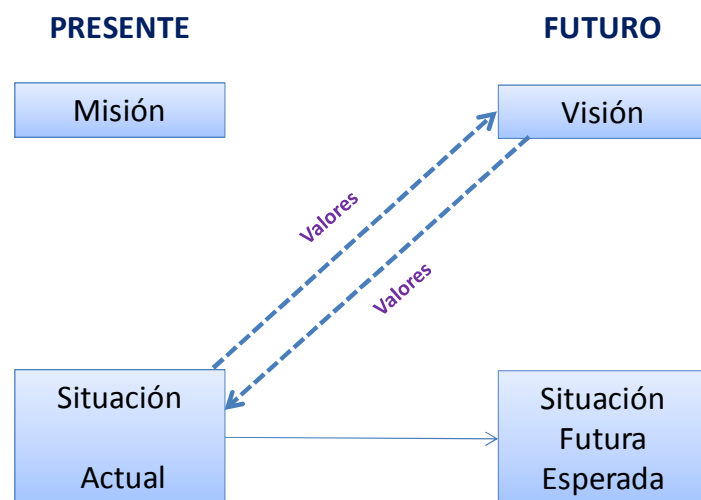 PRESENTE
FUTURO
Misión
Visión
Valores
Valores
Situación
Actual
Situación
Futura
Esperada